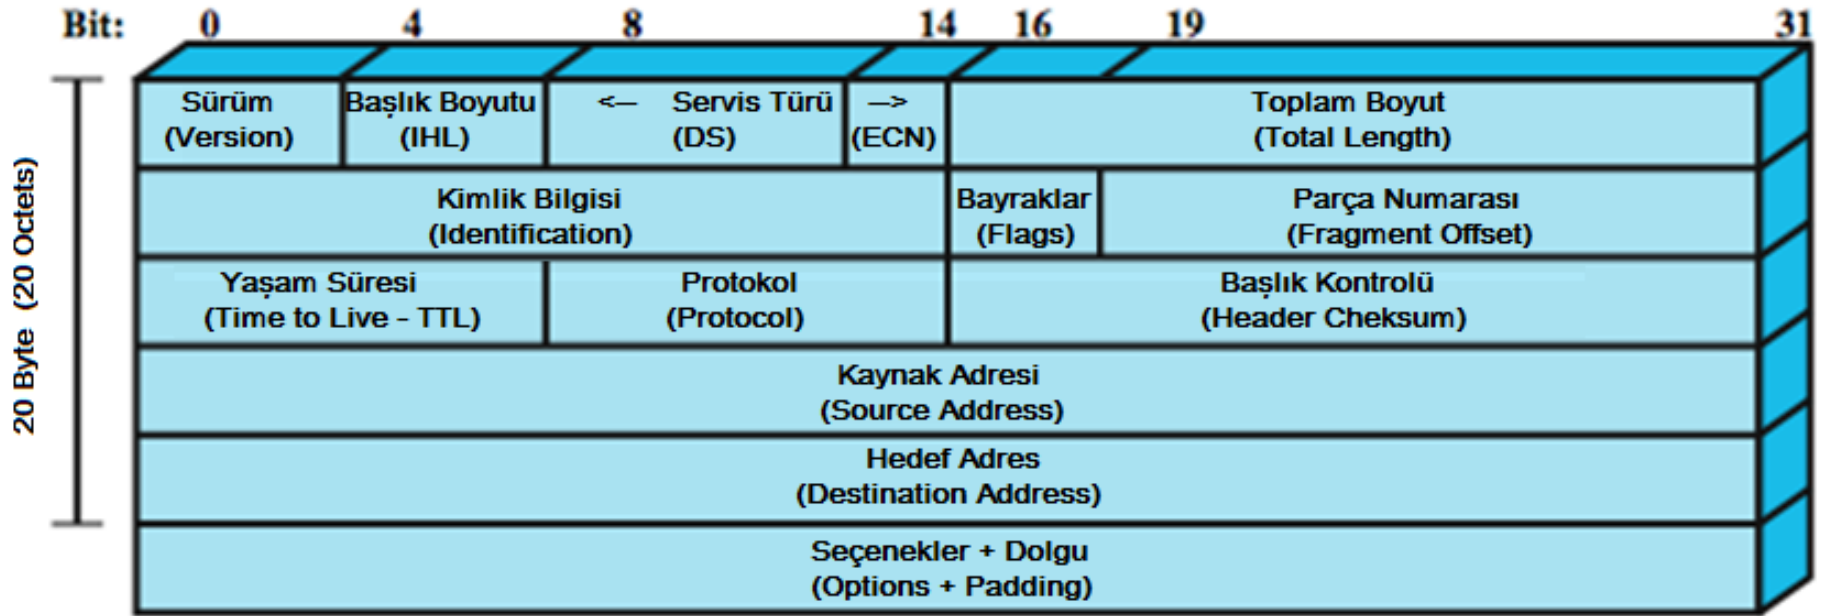 Bit: 0 4 8 14 16 19 31
Sürüm
(Version)
Başlık Boyutu
(IHL)
<— Servis Türü —>
(DS)
(ECN)
Toplam Boyut
(Total Length)
Kimlik Bilgisi
(Identification)
Bayraklar
(Flags)
Parça Numarası
(Fragment Offset)
Yaşam Süresi
(Time to Live - TTL)
Protokol
(Protocol)
Başlık Kontrolü
(Header Cheksum)
Kaynak Adresi
(Source Address)
Hedef Adres
(Destination Address)
Seçenekler + Dolgu
(Options + Padding)
20 Byte (20 Octets)